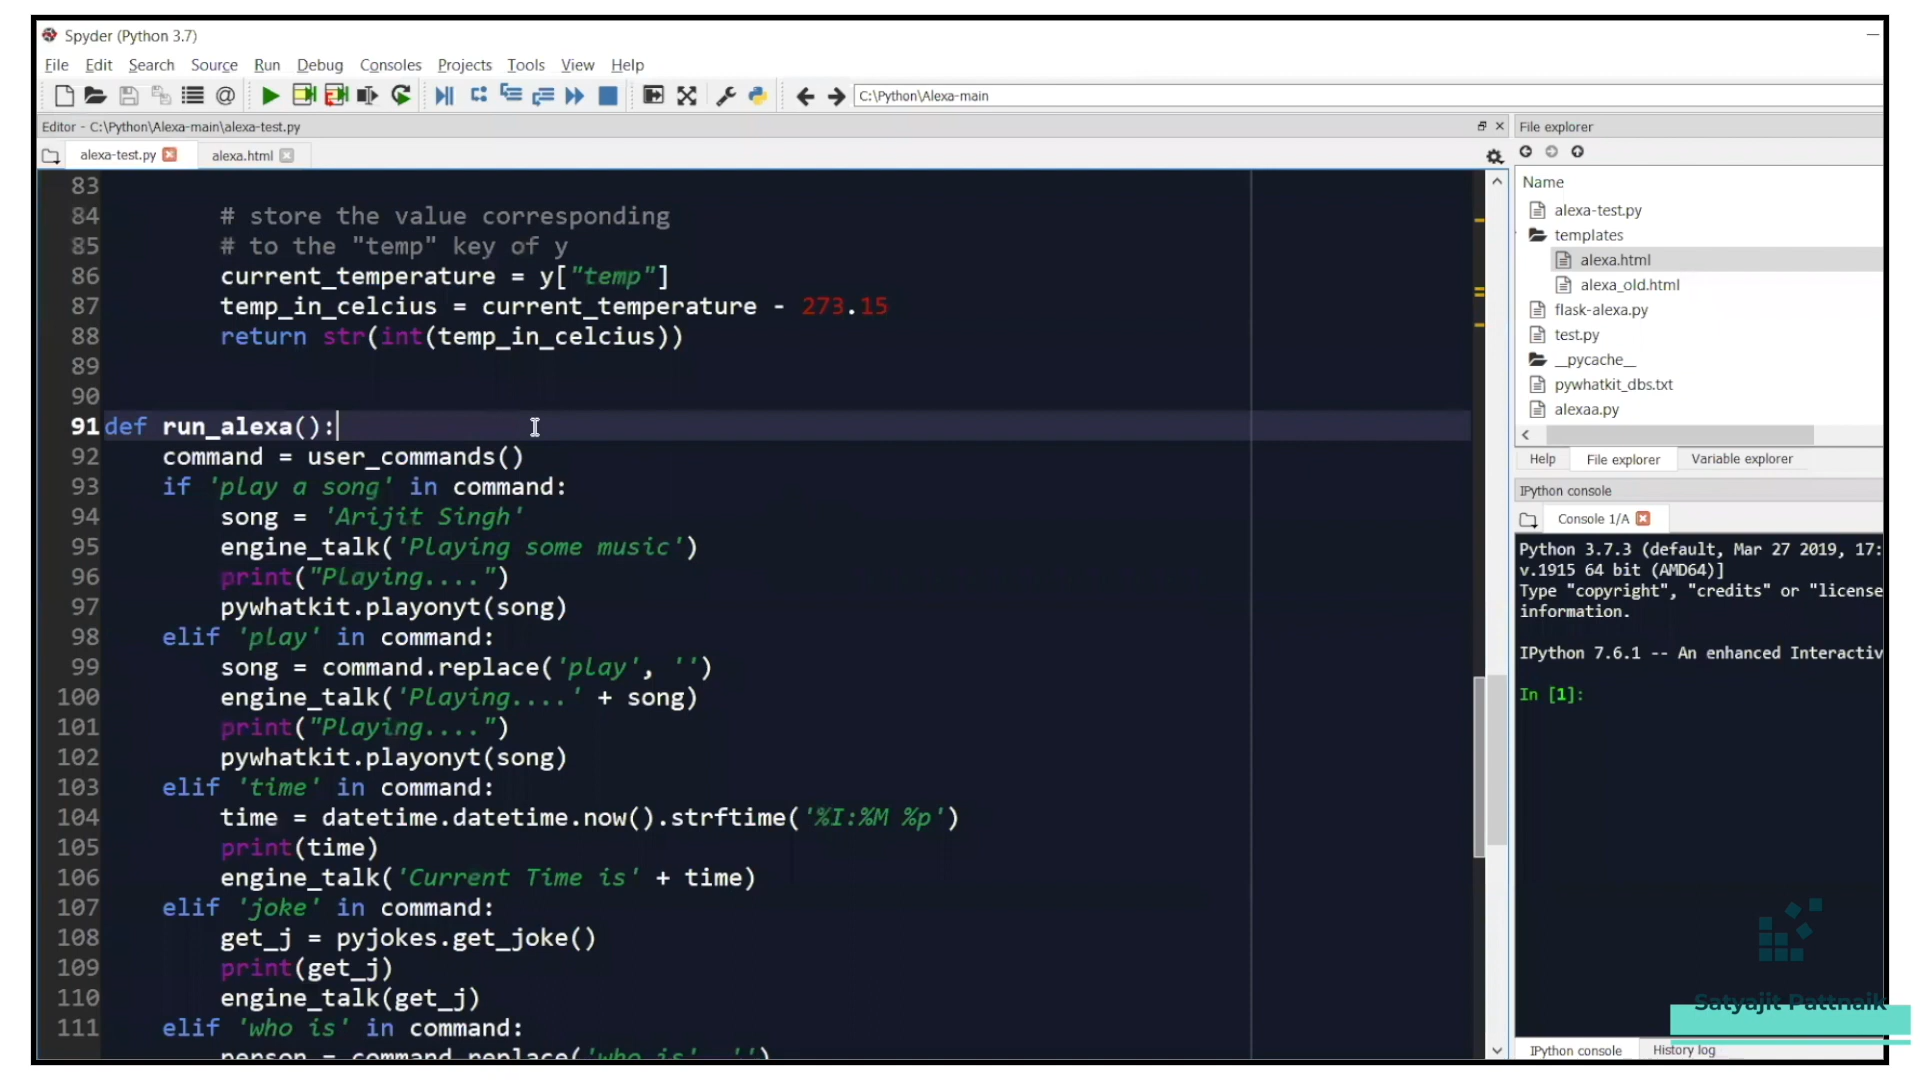 Spyder (Python 3.7)
File Edit Search Source Run Debug Consoles Projects Tools View Help
C:\Python\Alexa-main
Editor - C:\Python\Alexa-main\alexa-test.py
alexa-test.py
alexa.html
83
84 # store the value corresponding
85 # to the "temp" key of y
86 current_temperature = y["temp"]
87 temp_in_celcius = current_temperature - 273.15
88 return str(int(temp_in_celcius))
89
90
91 def run_alexa():
92 command = user_commands()
93 if 'play a song' in command:
94 song = 'Arijit Singh'
95 engine_talk('Playing some music')
96 print("Playing....")
97 pywhatkit.playonyt(song)
98 elif 'play' in command:
99 song = command.replace('play', '')
100 engine_talk('Playing....' + song)
101 print("Playing....")
102 pywhatkit.playonyt(song)
103 elif 'time' in command:
104 time = datetime.datetime.now().strftime('%I:%M %p')
105 print(time)
106 engine_talk('Current Time is' + time)
107 elif 'joke' in command:
108 get_j = pyjokes.get_joke()
109 print(get_j)
110 engine_talk(get_j)
111 elif 'who is' in command:
person = command.replace('who is', '')
File explorer
Name
alexa-test.py
templates
alexa.html
alexa_old.html
flask-alexa.py
test.py
__pycache__
pywhatkit_dbs.txt
alexaa.py
Help File explorer Variable explorer
IPython console
Console 1/A
Python 3.7.3 (default, Mar 27 2019, 17:
v.1915 64 bit (AMD64)]
Type "copyright", "credits" or "license
information.
IPython 7.6.1 -- An enhanced Interactiv
In [1]:
Satyajit Pattnaik
IPython console History log